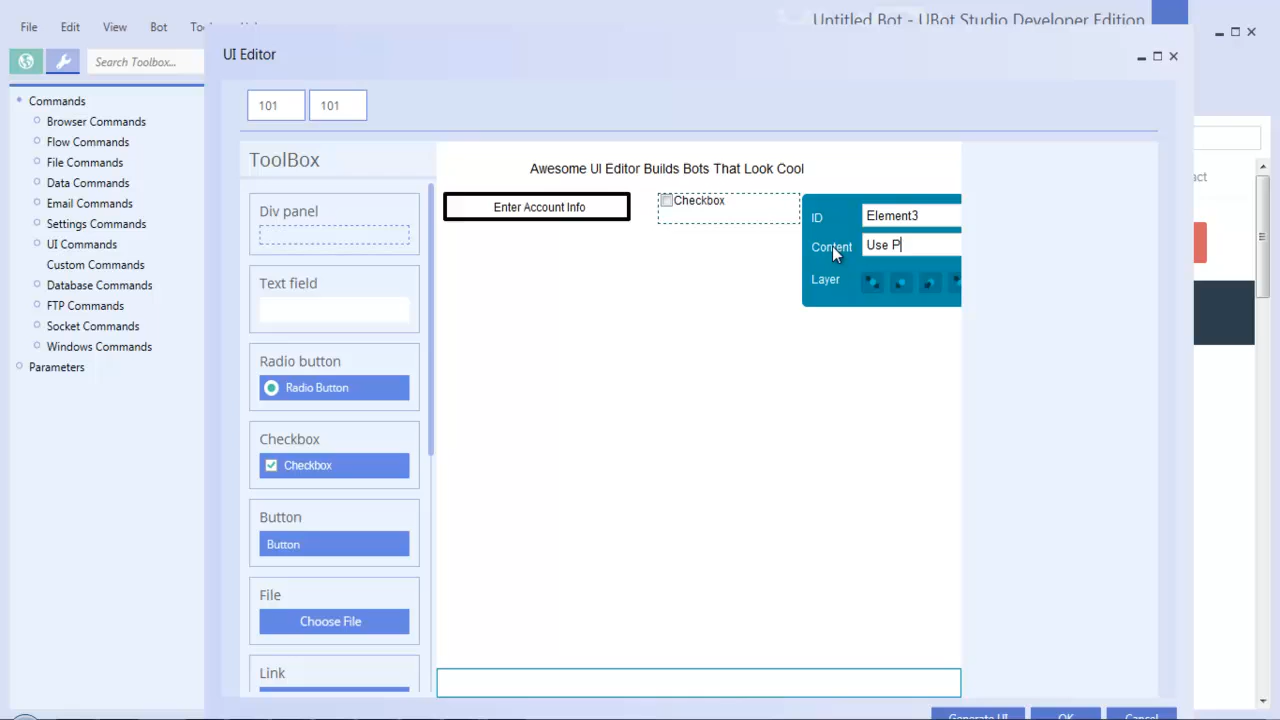 Untitled Bot - UBot Studio Developer Edition
File Edit View Bot
Search Toolbox...
UI Editor
101 101
Commands
Browser Commands
Flow Commands
File Commands
Data Commands
Email Commands
Settings Commands
UI Commands
Custom Commands
Database Commands
FTP Commands
Socket Commands
Windows Commands
Parameters
ToolBox
Div panel
Text field
Radio button
Radio Button
Checkbox
Checkbox
Button
Button
File
Choose File
Link
Awesome UI Editor Builds Bots That Look Cool
Enter Account Info
Checkbox
ID Element3
Content Use P
Layer
Generate UI OK Cancel